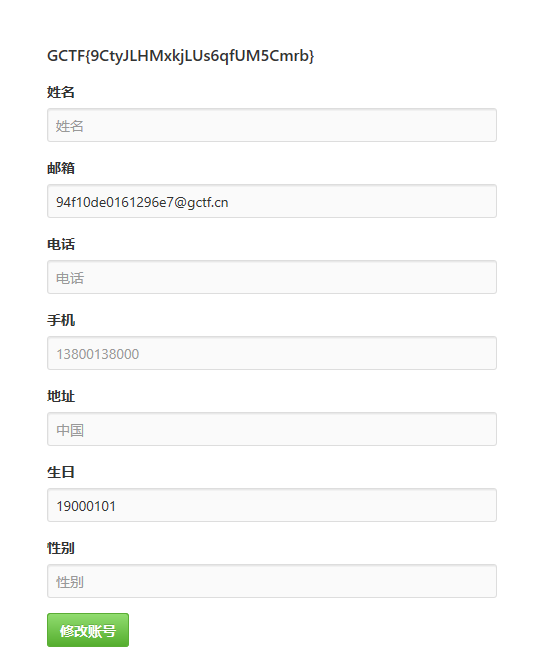 GCTF{9CtyJLHMxkjLUs6qfUM5Cmrb}
姓名
姓名
邮箱
94f10de0161296e7@gctf.cn
电话
电话
手机
13800138000
地址
中国
生日
19000101
性别
性别
修改账号